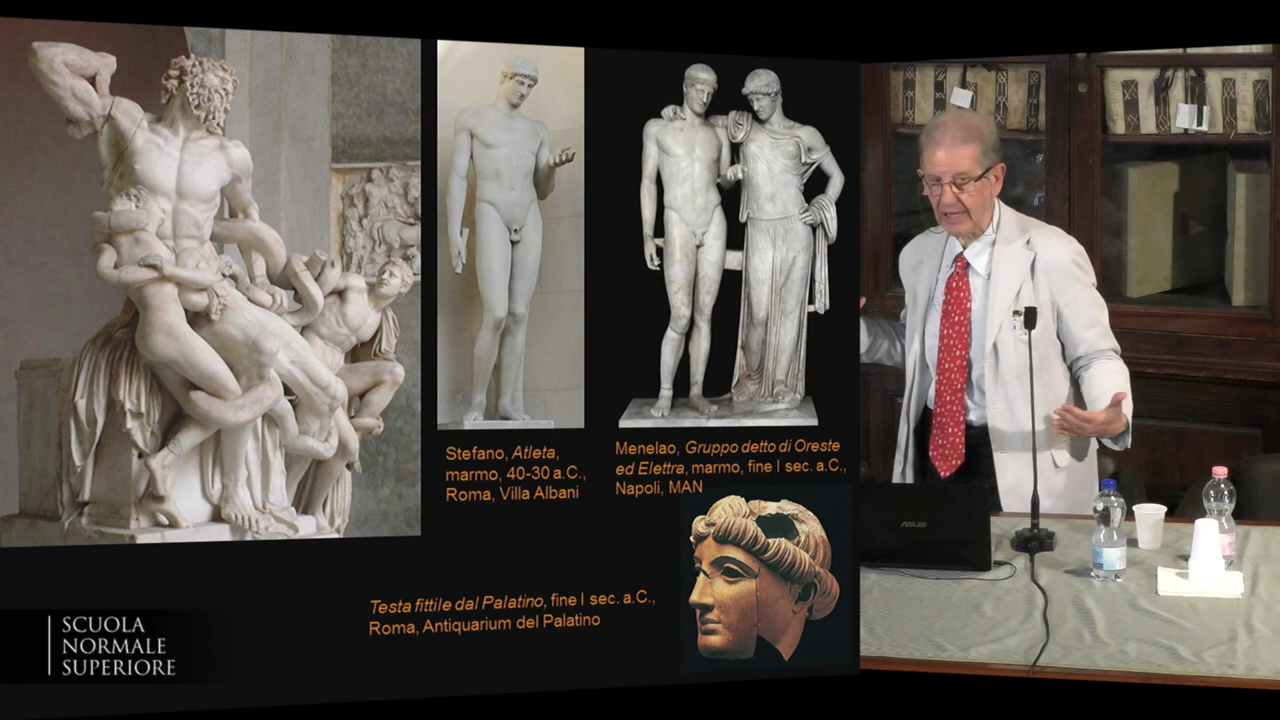 Stefano, Atleta,
marmo, 40-30 a.C.,
Roma, Villa Albani
Menelao, Gruppo detto di Oreste
ed Elettra, marmo, fine I sec. a.C.,
Napoli, MAN
Testa fittile dal Palatino, fine I sec. a.C.,
Roma, Antiquarium del Palatino
SCUOLA
NORMALE
SUPERIORE
ASUS